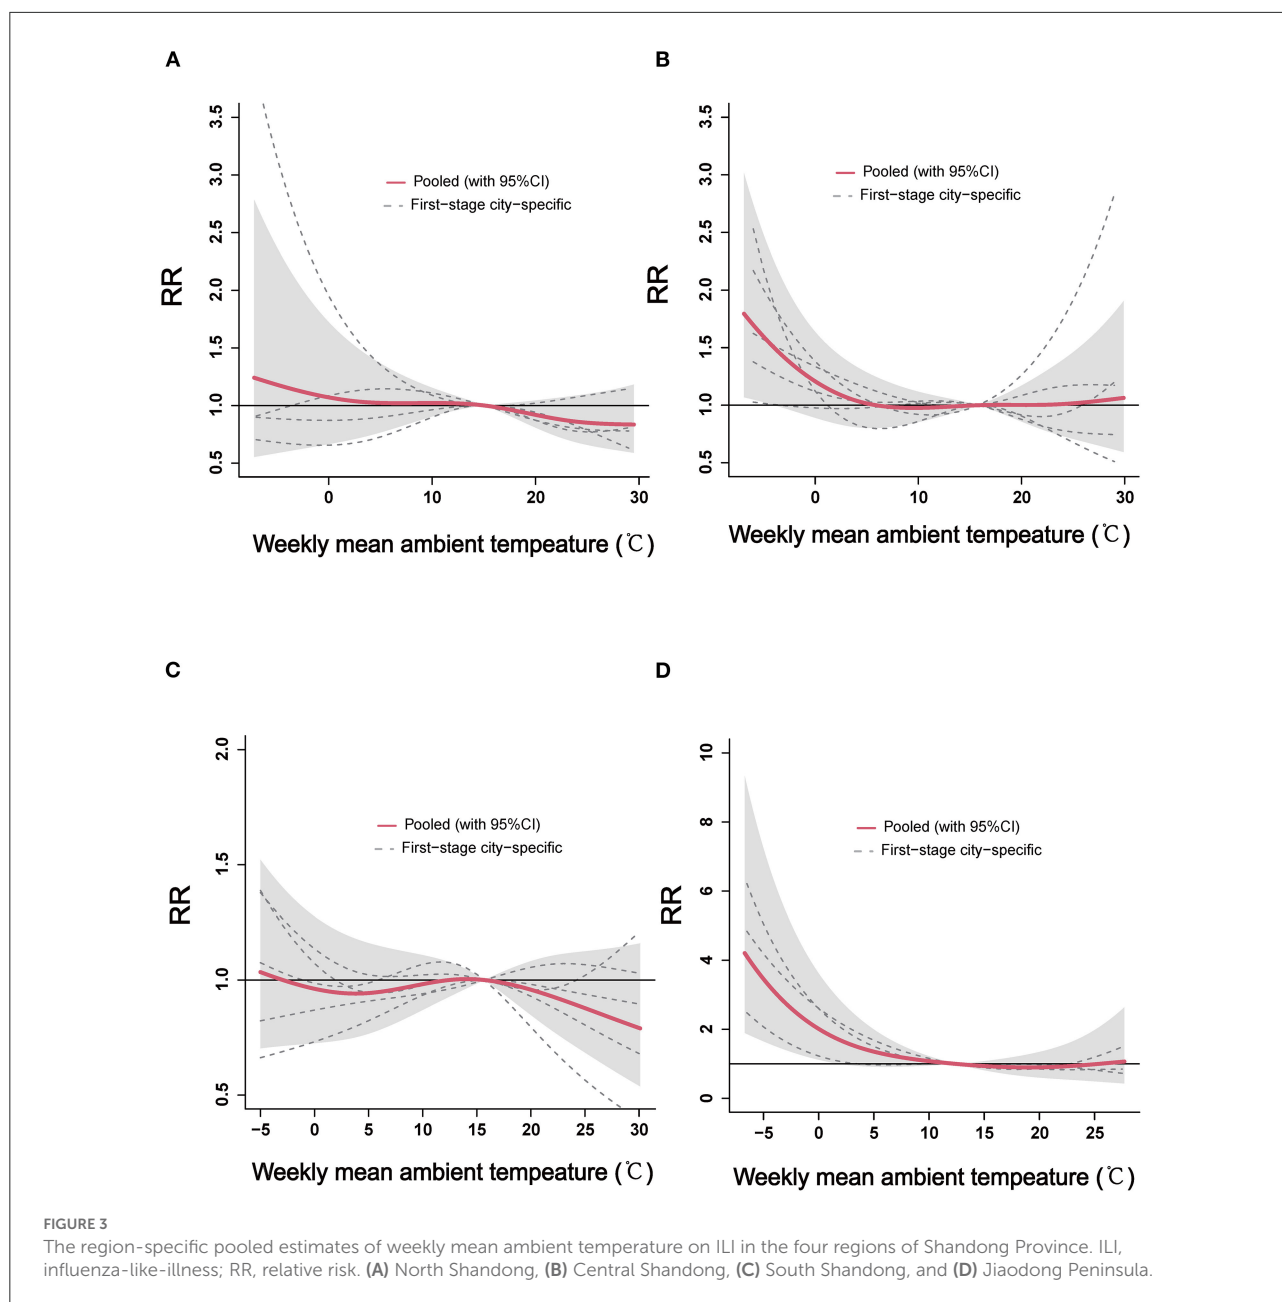 A
3.5
3.0
2.5
2.0
1.5
1.0
0.5
RR
Pooled (with 95%CI)
First−stage city−specific
0 10 20 30
Weekly mean ambient tempeature (℃)
B
3.5
3.0
2.5
2.0
1.5
1.0
0.5
RR
Pooled (with 95%CI)
First−stage city−specific
0 10 20 30
Weekly mean ambient tempeature (℃)
C
2.0
1.5
1.0
0.5
RR
Pooled (with 95%CI)
First−stage city−specific
−5 0 5 10 15 20 25 30
Weekly mean ambient tempeature (℃)
D
10
8
6
4
2
0
RR
Pooled (with 95%CI)
First−stage city−specific
−5 0 5 10 15 20 25
Weekly mean ambient tempeature (℃)
FIGURE 3
The region-specific pooled estimates of weekly mean ambient temperature on ILI in the four regions of Shandong Province. ILI,
influenza-like-illness; RR, relative risk. (A) North Shandong, (B) Central Shandong, (C) South Shandong, and (D) Jiaodong Peninsula.